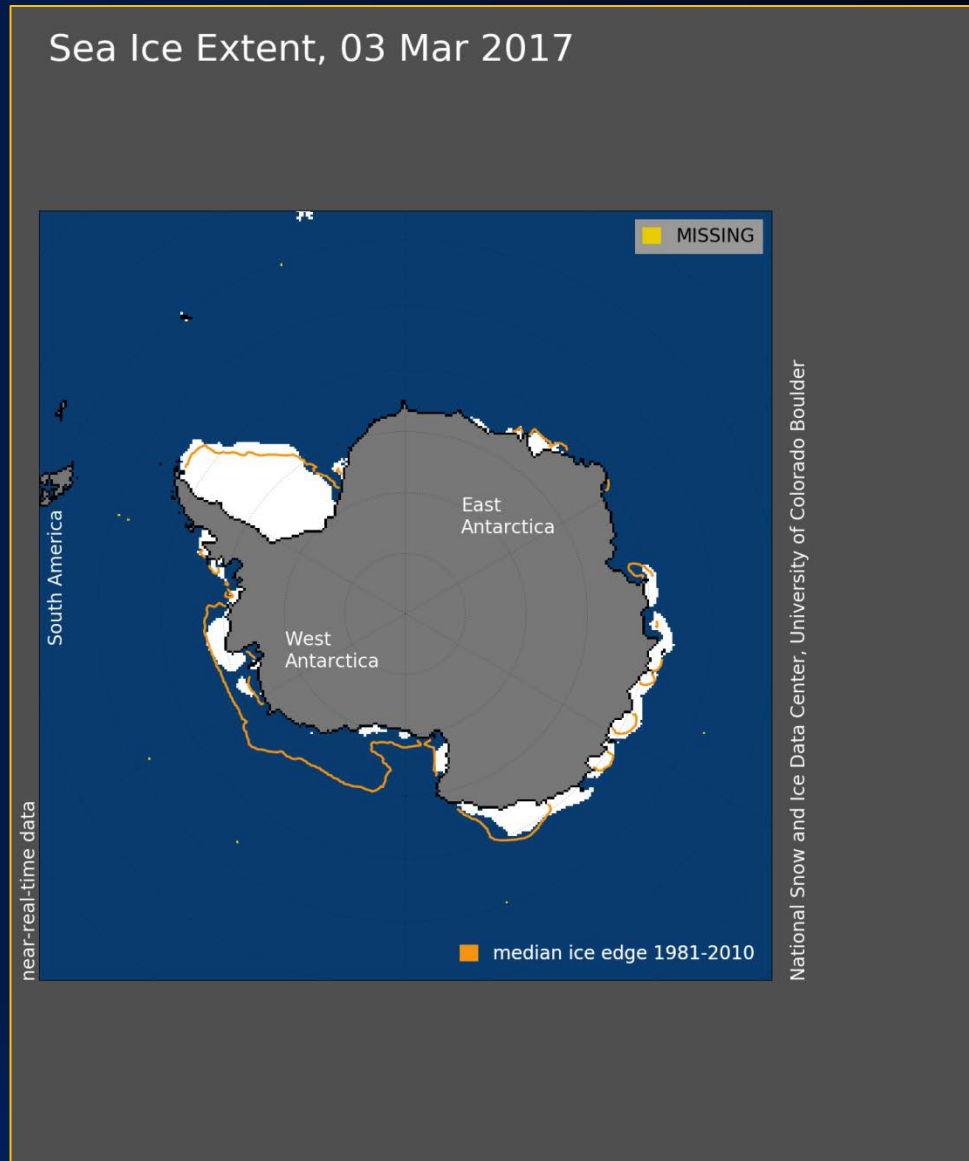 Sea Ice Extent, 03 Mar 2017
MISSING
East
Antarctica
West
Antarctica
South America
near-real-time data
median ice edge 1981-2010
National Snow and Ice Data Center, University of Colorado Boulder